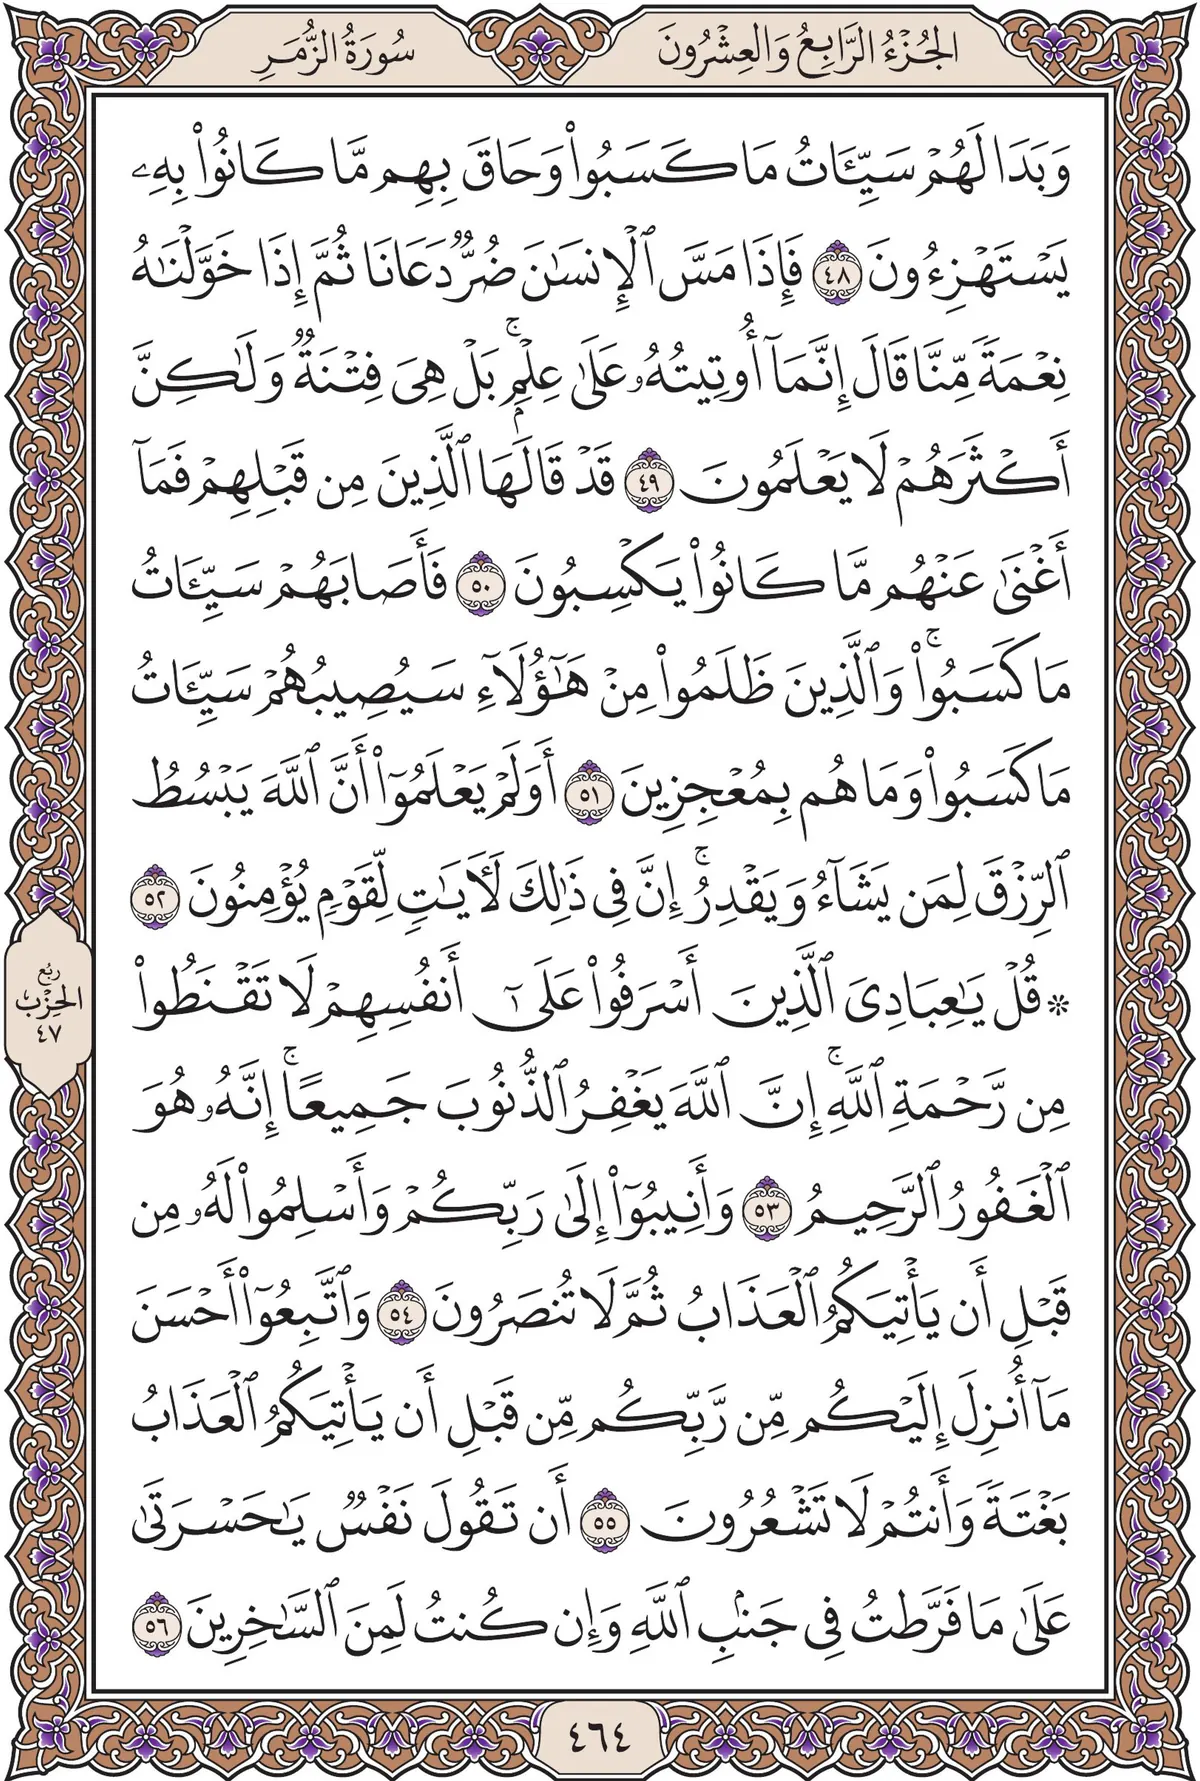 الجُزْءُ الرَّابِعُ وَالعِشْرُونَ
سُورَةُ الزُّمَرِ
وَبَدَا لَهُمْ سَيِّـَٔاتُ مَا كَسَبُوا۟ وَحَاقَ بِهِم مَّا كَانُوا۟ بِهِۦ
يَسْتَهْزِءُونَ ٤٨ فَإِذَا مَسَّ ٱلْإِنسَٰنَ ضُرٌّ دَعَانَا ثُمَّ إِذَا خَوَّلْنَٰهُ
نِعْمَةً مِّنَّا قَالَ إِنَّمَآ أُوتِيتُهُۥ عَلَىٰ عِلْمٍۭ ۚ بَلْ هِىَ فِتْنَةٌ وَلَٰكِنَّ
أَكْثَرَهُمْ لَا يَعْلَمُونَ ٤٩ قَدْ قَالَهَا ٱلَّذِينَ مِن قَبْلِهِمْ فَمَآ
أَغْنَىٰ عَنْهُم مَّا كَانُوا۟ يَكْسِبُونَ ٥٠ فَأَصَابَهُمْ سَيِّـَٔاتُ
مَا كَسَبُوا۟ ۚ وَٱلَّذِينَ ظَلَمُوا۟ مِنْ هَٰٓؤُلَآءِ سَيُصِيبُهُمْ سَيِّـَٔاتُ
مَا كَسَبُوا۟ وَمَا هُم بِمُعْجِزِينَ ٥١ أَوَلَمْ يَعْلَمُوٓا۟ أَنَّ ٱللَّهَ يَبْسُطُ
ٱلرِّزْقَ لِمَن يَشَآءُ وَيَقْدِرُ ۚ إِنَّ فِى ذَٰلِكَ لَـَٔايَٰتٍ لِّقَوْمٍ يُؤْمِنُونَ ٥٢
۞ قُلْ يَٰعِبَادِىَ ٱلَّذِينَ أَسْرَفُوا۟ عَلَىٰٓ أَنفُسِهِمْ لَا تَقْنَطُوا۟
مِن رَّحْمَةِ ٱللَّهِ ۚ إِنَّ ٱللَّهَ يَغْفِرُ ٱلذُّنُوبَ جَمِيعًا ۚ إِنَّهُۥ هُوَ
ٱلْغَفُورُ ٱلرَّحِيمُ ٥٣ وَأَنِيبُوٓا۟ إِلَىٰ رَبِّكُمْ وَأَسْلِمُوا۟ لَهُۥ مِن
قَبْلِ أَن يَأْتِيَكُمُ ٱلْعَذَابُ ثُمَّ لَا تُنصَرُونَ ٥٤ وَٱتَّبِعُوٓا۟ أَحْسَنَ
مَآ أُنزِلَ إِلَيْكُم مِّن رَّبِّكُم مِّن قَبْلِ أَن يَأْتِيَكُمُ ٱلْعَذَابُ
بَغْتَةً وَأَنتُمْ لَا تَشْعُرُونَ ٥٥ أَن تَقُولَ نَفْسٌ يَٰحَسْرَتَىٰ
عَلَىٰ مَا فَرَّطتُ فِى جَنۢبِ ٱللَّهِ وَإِن كُنتُ لَمِنَ ٱلسَّٰخِرِينَ ٥٦
رُبُع
الحِزْب
٤٧
٤٦٤